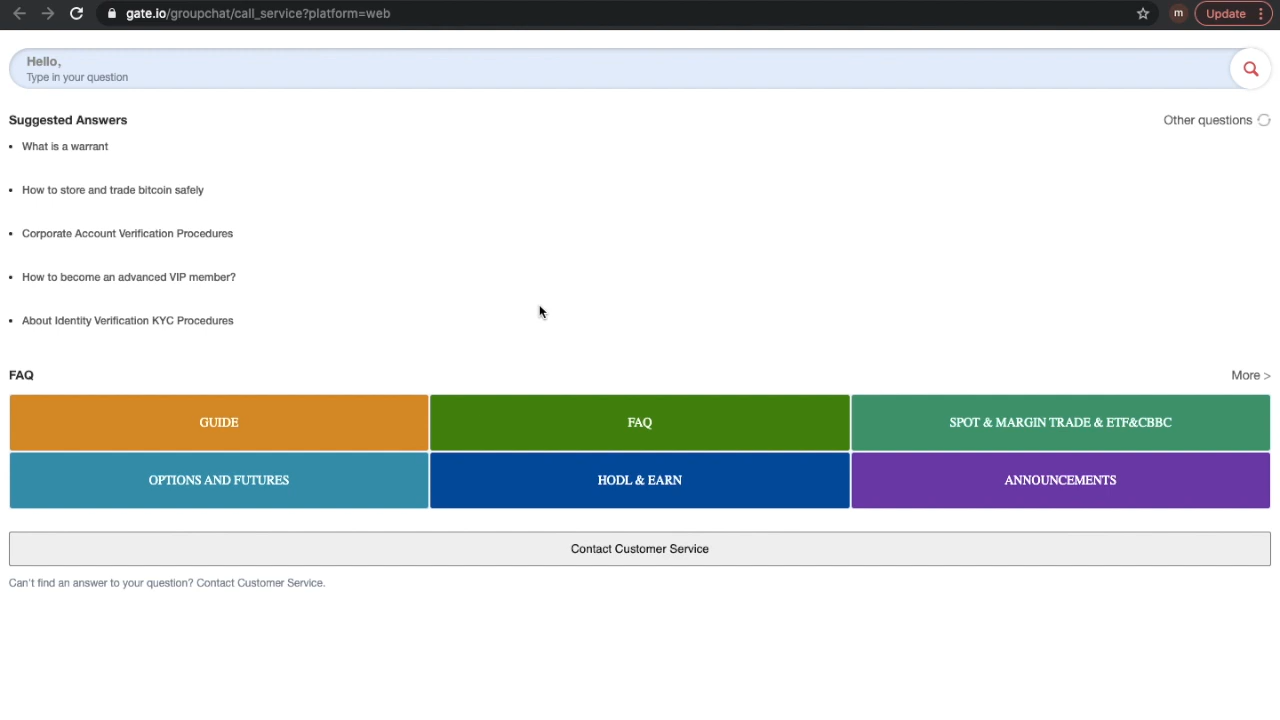 gate.io/groupchat/call_service?platform=web
m
Update
Hello,
Type in your question
Suggested Answers
Other questions
What is a warrant
How to store and trade bitcoin safely
Corporate Account Verification Procedures
How to become an advanced VIP member?
About Identity Verification KYC Procedures
FAQ
More >
GUIDE
FAQ
SPOT & MARGIN TRADE & ETF&CBBC
OPTIONS AND FUTURES
HODL & EARN
ANNOUNCEMENTS
Contact Customer Service
Can't find an answer to your question? Contact Customer Service.